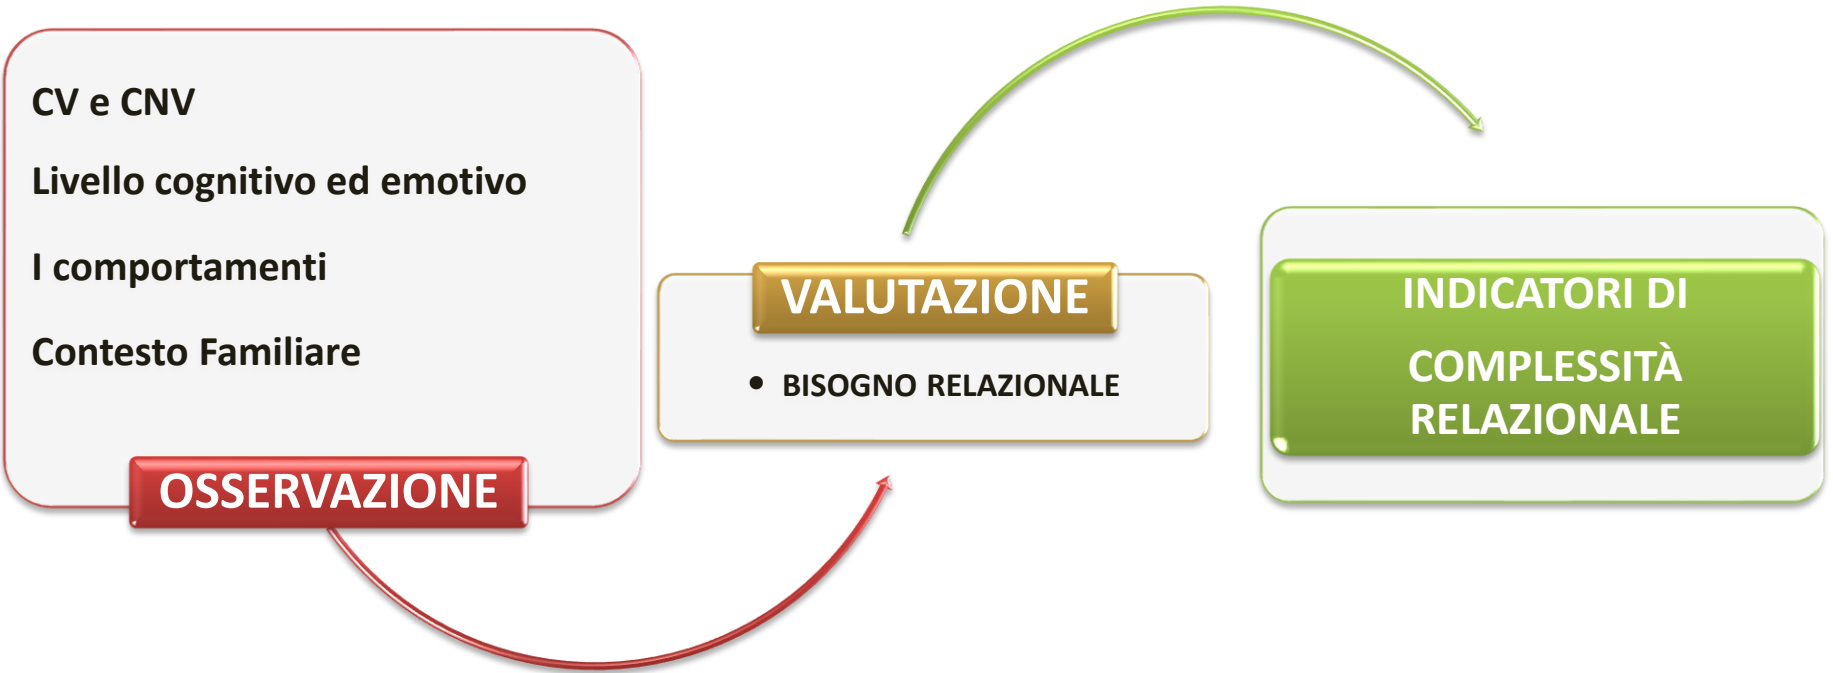 CV e CNV
Livello cognitivo ed emotivo
I comportamenti
Contesto Familiare
OSSERVAZIONE
VALUTAZIONE
• BISOGNO RELAZIONALE
INDICATORI DI
COMPLESSITÀ
RELAZIONALE